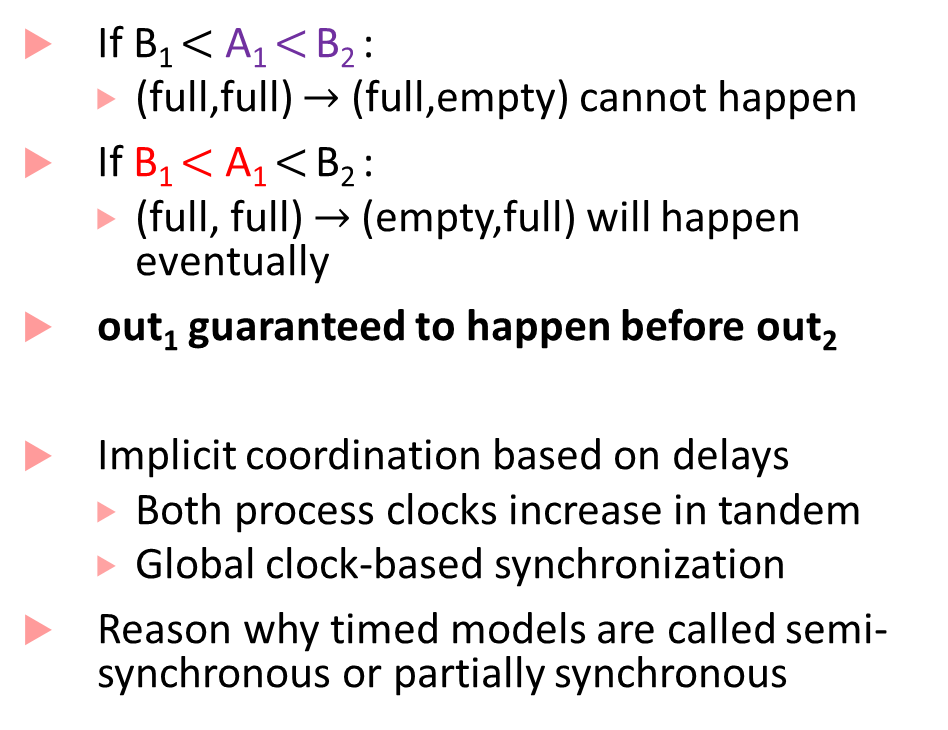 If B₁ < A₁ < B₂ :
(full,full) → (full,empty) cannot happen
If B₁ < A₁ < B₂ :
(full, full) → (empty,full) will happen
eventually
out₁ guaranteed to happen before out₂
Implicit coordination based on delays
Both process clocks increase in tandem
Global clock-based synchronization
Reason why timed models are called semi-
synchronous or partially synchronous